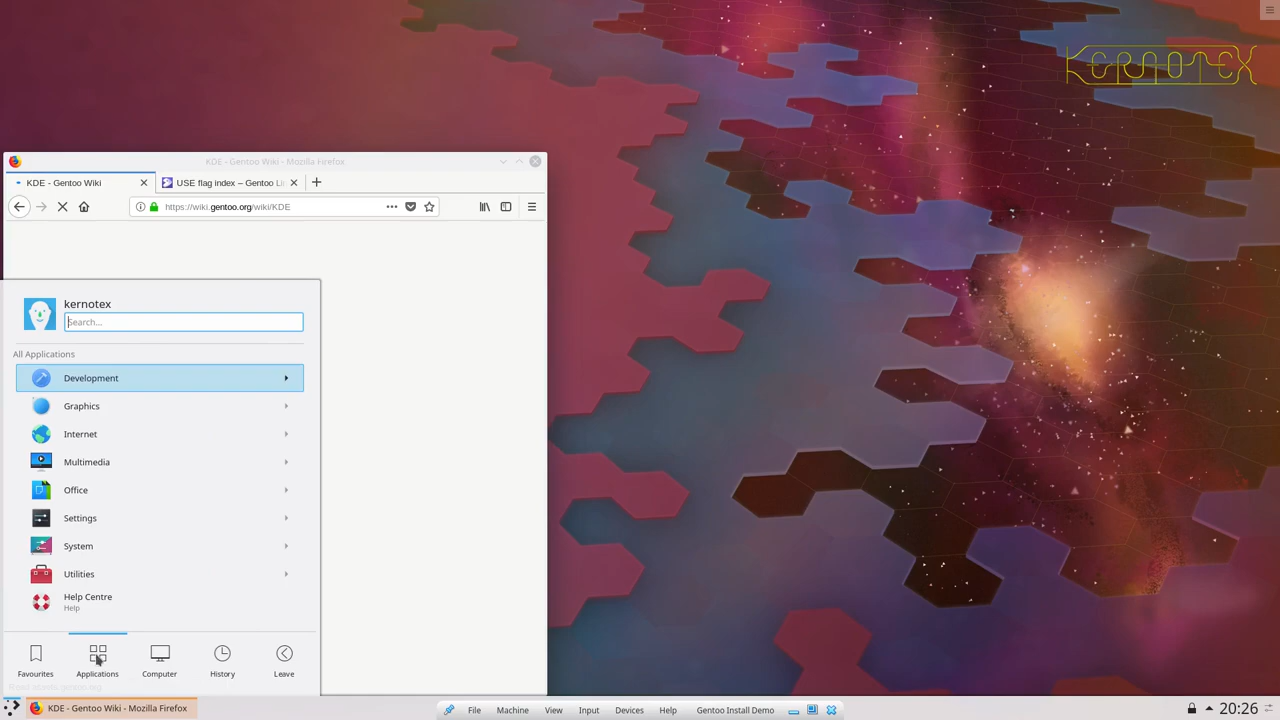 KERNOTEX
KDE - Gentoo Wiki - Mozilla Firefox
KDE - Gentoo Wiki
USE flag index – Gentoo Li
https://wiki.gentoo.org/wiki/KDE
kernotex
Search...
All Applications
Development
Graphics
Internet
Multimedia
Office
Settings
System
Utilities
Help Centre
Help
Favourites
Applications
Computer
History
Leave
KDE - Gentoo Wiki - Mozilla Firefox
File Machine View Input Devices Help Gentoo Install Demo
20:26